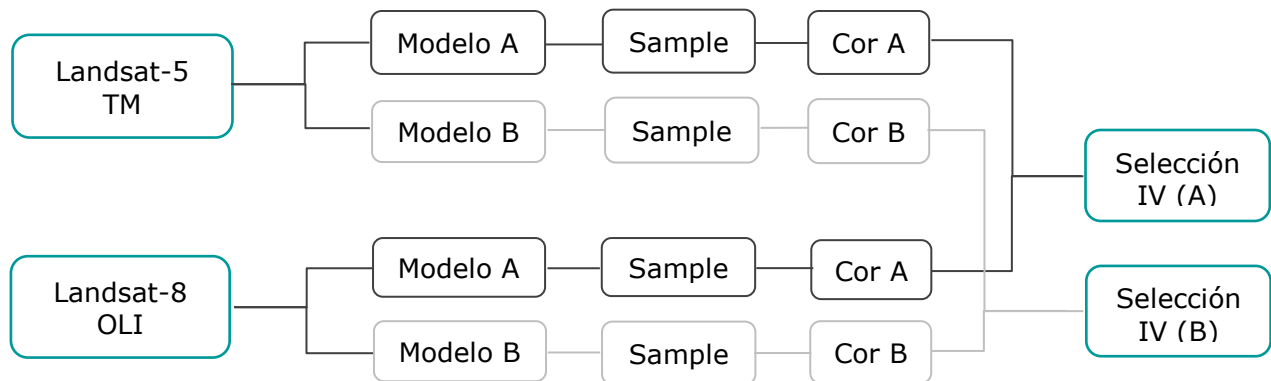 Landsat-5
TM
Modelo A
Sample
Cor A
Modelo B
Sample
Cor B
Landsat-8
OLI
Modelo A
Sample
Cor A
Modelo B
Sample
Cor B
Selección
IV (A)
Selección
IV (B)